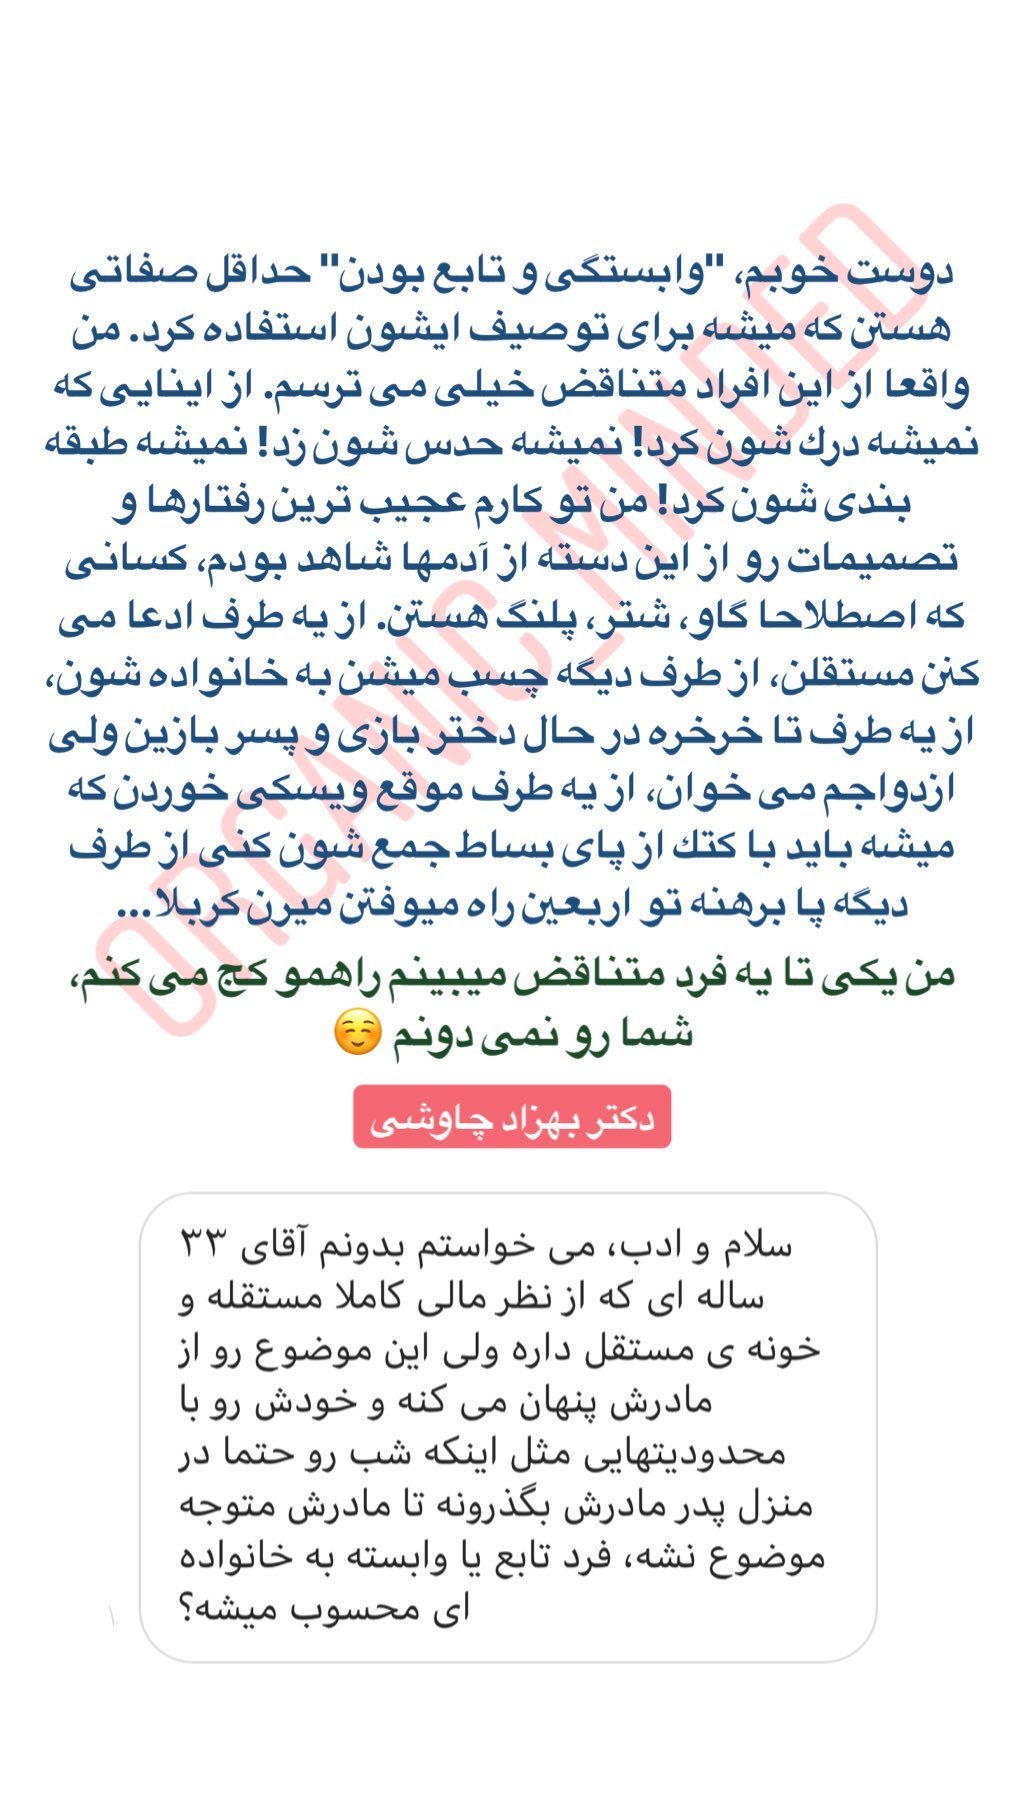 دوست خوبم، "وابستگی و تابع بودن" حداقل صفاتی
هستن که میشه برای توصیف ایشون استفاده کرد. من
واقعا از این افراد متناقض خیلی می ترسم. از اینایی که
نمیشه درك شون کرد! نمیشه حدس شون زد! نمیشه طبقه
بندی شون کرد! من تو کارم عجیب ترین رفتارها و
تصمیمات رو از این دسته از آدمها شاهد بودم، کسانی
که اصطلاحا گاو، شتر، پلنگ هستن. از یه طرف ادعا می
کنن مستقلن، از طرف دیگه چسب میشن به خانواده شون،
از یه طرف تا خرخره در حال دختر بازی و پسر بازین ولی
ازدواجم می خوان، از یه طرف موقع ویسکی خوردن که
میشه باید با کتك از پای بساط جمع شون کنی از طرف
دیگه پا برهنه تو اربعین راه میوفتن میرن کربلا...
من یکی تا یه فرد متناقض میبینم راهمو کج می کنم،
شما رو نمی دونم ☺️
دکتر بهزاد چاوشی
سلام و ادب، می خواستم بدونم آقای ۳۳
ساله ای که از نظر مالی کاملا مستقله و
خونه ی مستقل داره ولی این موضوع رو از
مادرش پنهان می کنه و خودش رو با
محدودیتهایی مثل اینکه شب رو حتما در
منزل پدر مادرش بگذرونه تا مادرش متوجه
موضوع نشه، فرد تابع یا وابسته به خانواده
ای محسوب میشه؟
ORGANIC_MINDED